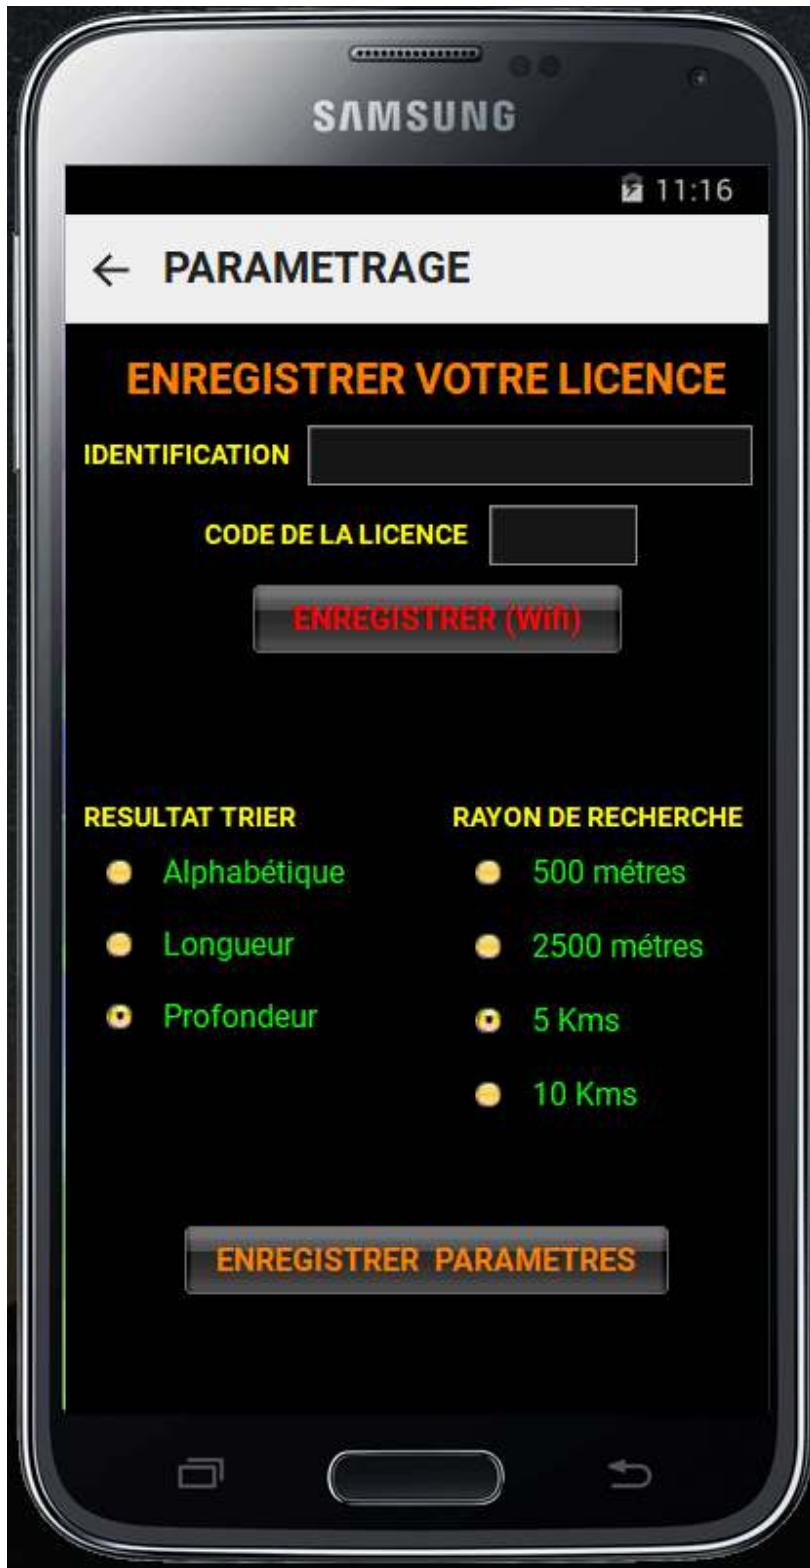 SAMSUNG
11:16
PARAMETRAGE
ENREGISTRER VOTRE LICENCE
IDENTIFICATION
CODE DE LA LICENCE
ENREGISTRER (Wifi)
RESULTAT TRIER RAYON DE RECHERCHE
Alphabétique 500 métres
Longueur 2500 métres
Profondeur 5 Kms
10 Kms
ENREGISTRER PARAMETRES